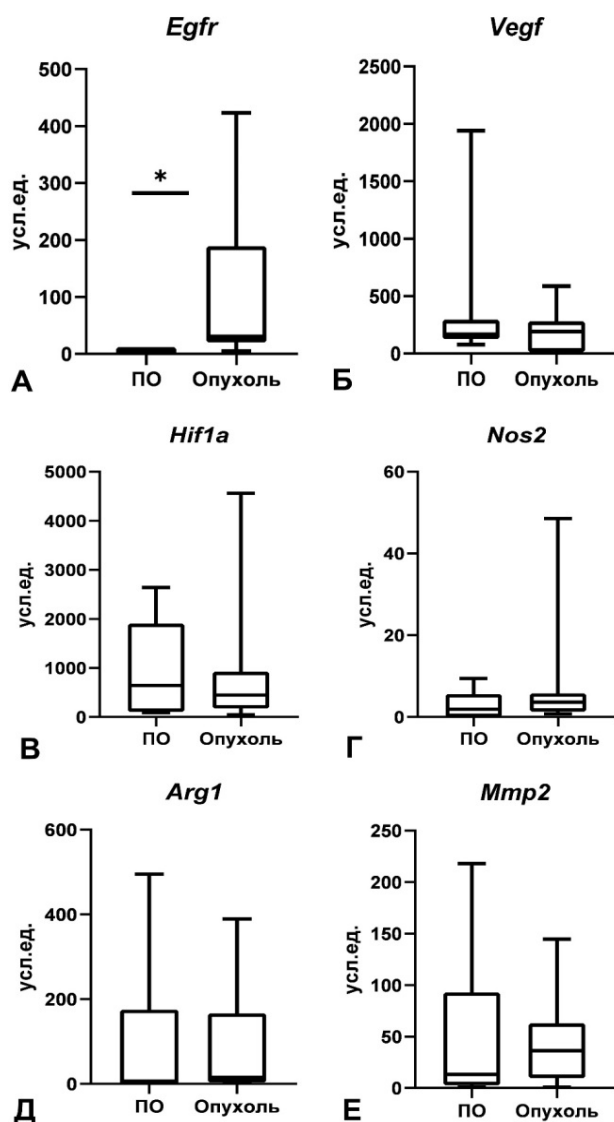 Egfr
500
400
300
200
100
0
усл.ед.
*
ПО
Опухоль
А
Vegf
2500
2000
1500
1000
500
0
усл.ед.
ПО
Опухоль
Б
Hif1a
5000
4000
3000
2000
1000
0
усл.ед.
ПО
Опухоль
В
Nos2
60
40
20
0
усл.ед.
ПО
Опухоль
Г
Arg1
600
400
200
0
усл.ед.
ПО
Опухоль
Д
Mmp2
250
200
150
100
50
0
усл.ед.
ПО
Опухоль
Е